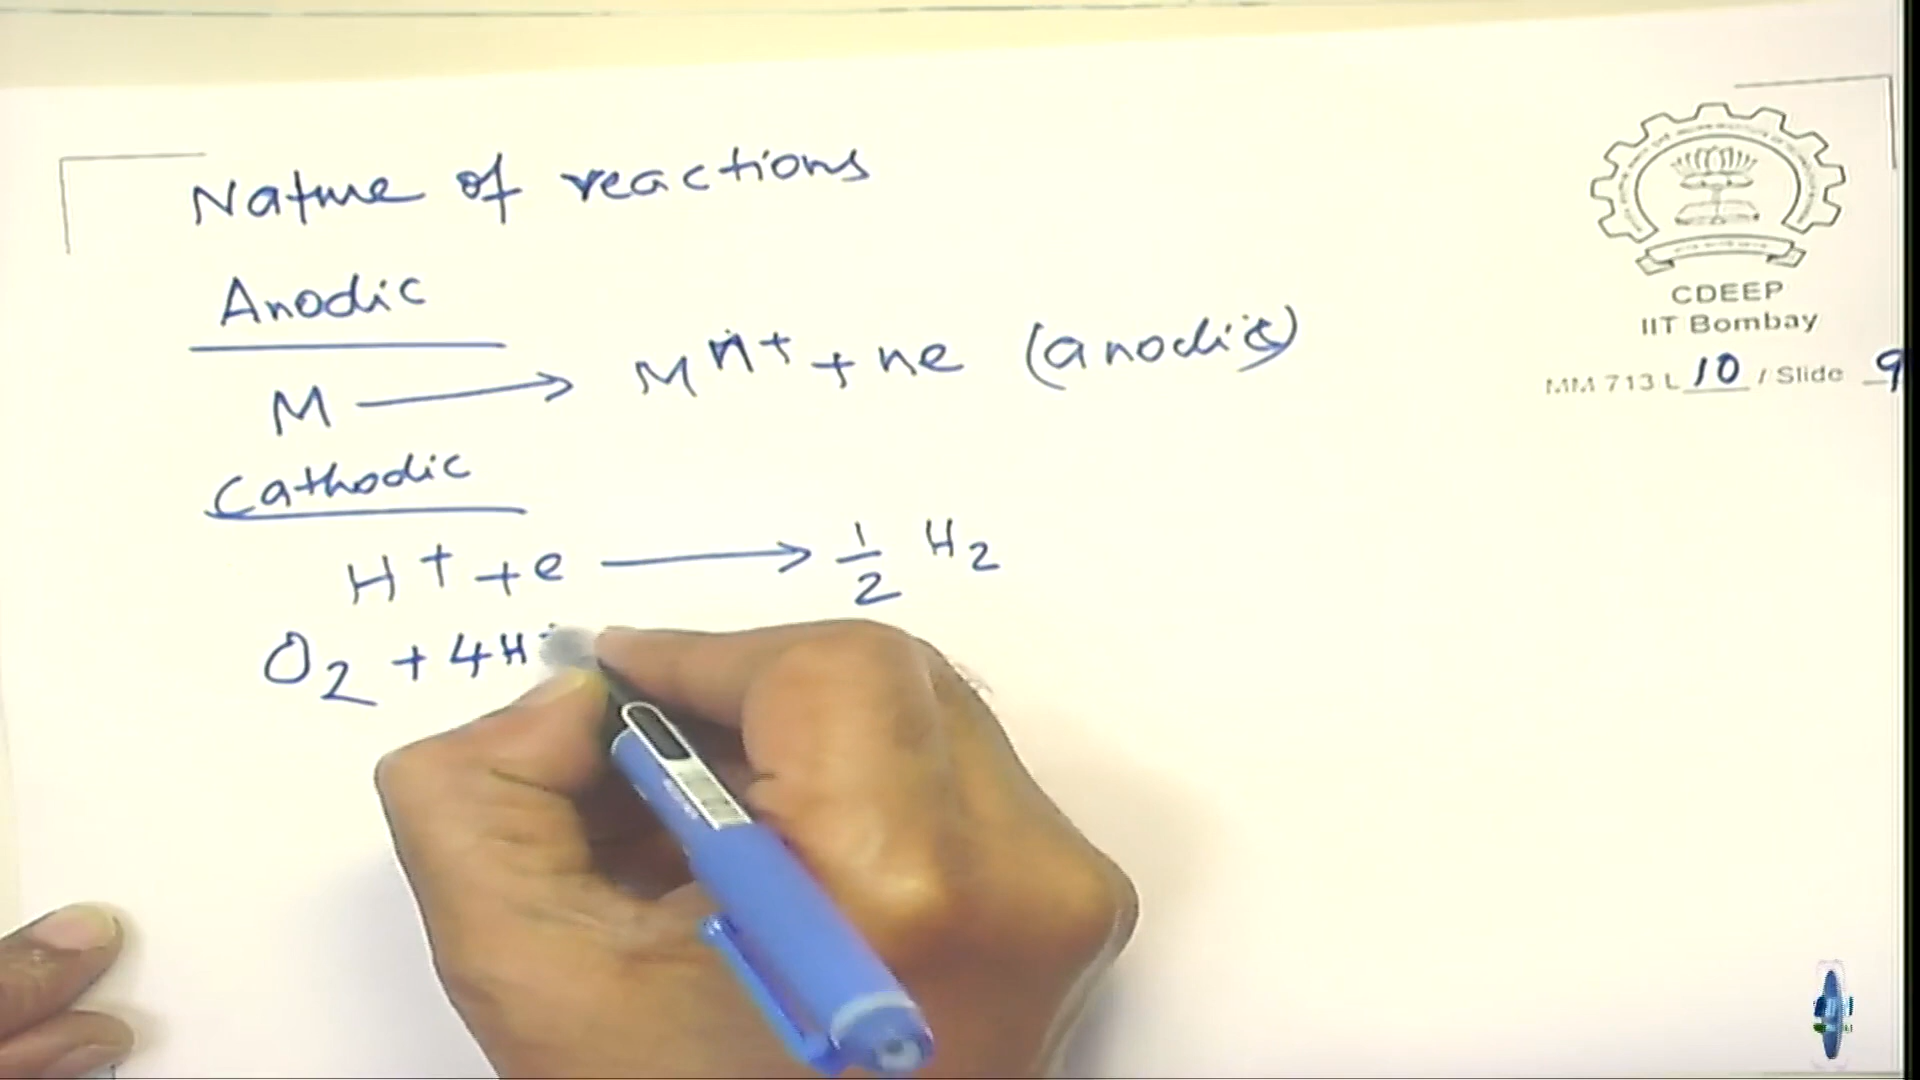 Nature of reactions
Anodic
M ⟶ Mⁿ⁺ + ne (anodic)
Cathodic
H⁺ + e ⟶ ½ H₂
O₂ + 4H⁺
CDEEP
IIT Bombay
MM 713 L 10 / Slide 9